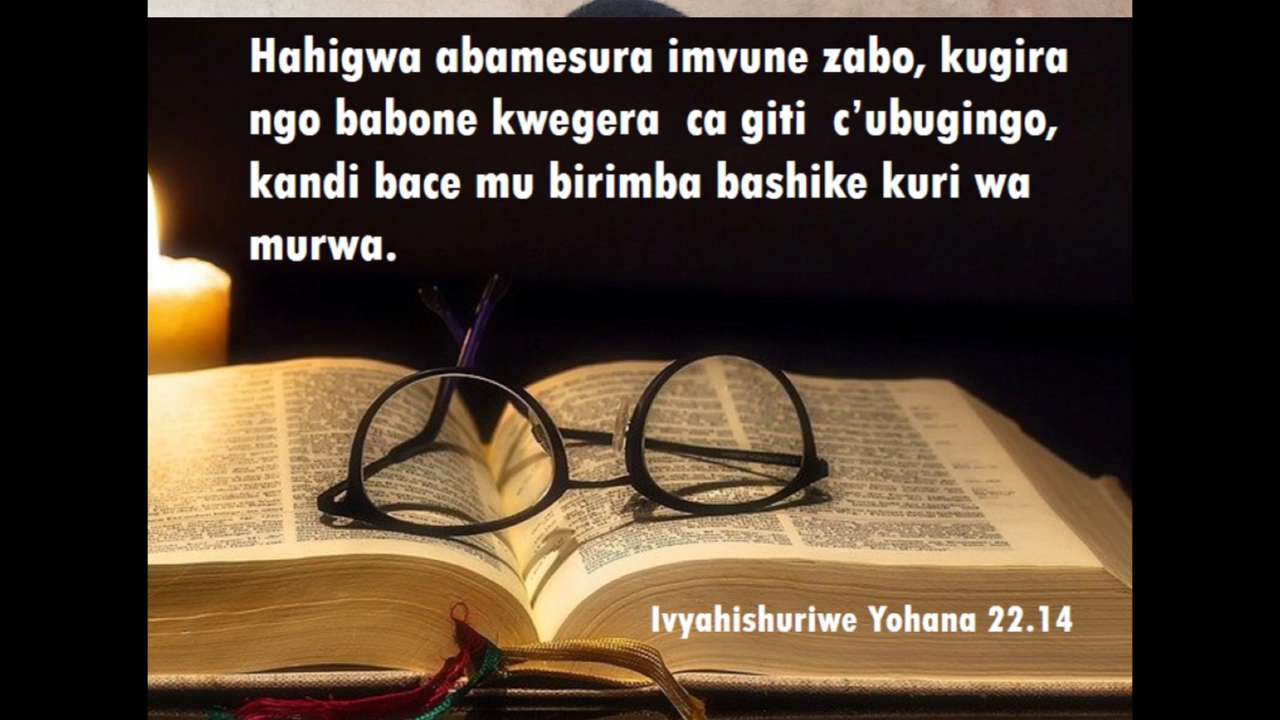 Hahigwa abamesura imvune zabo, kugira
ngo babone kwegera  ca giti  c’ubugingo,
kandi bace mu birimba bashike kuri wa
murwa.
Ivyahishuriwe Yohana 22.14